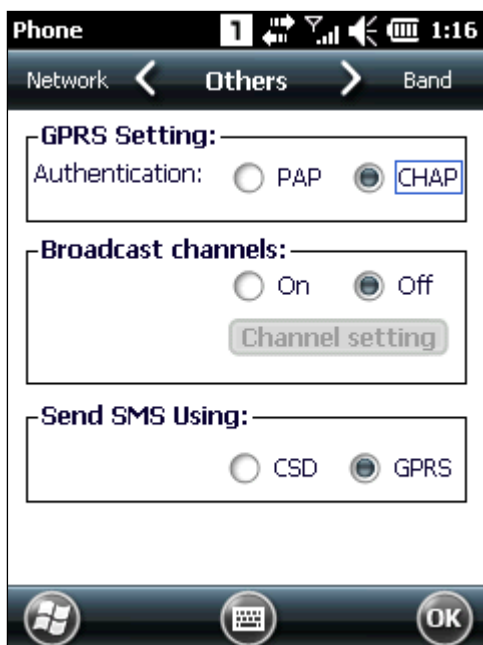 Phone 1 1:16
Network Others Band
GPRS Setting:
Authentication: PAP CHAP
Broadcast channels:
On Off
Channel setting
Send SMS Using:
CSD GPRS
OK